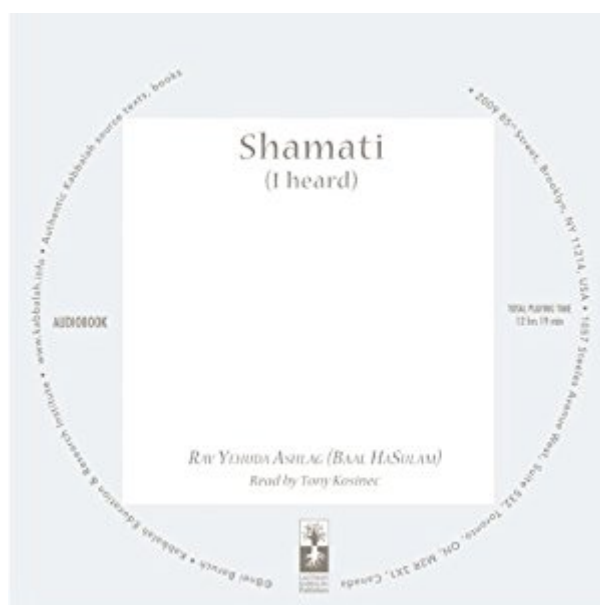 Shamati
(I heard)
AUDIOBOOK
TOTAL PLAYING TIME
12 hrs 19 min
RAV YEHUDA ASHLAG (BAAL HASULAM)
Read by Tony Kosinec
©Bnei Baruch • Kabbalah Education & Research Institute • www.kabbalah.info • Authentic Kabbalah source texts, books
• 2009 85th Street, Brooklyn, NY 11214, USA • 1057 Steeles Avenue West, Suite 532, Toronto, ON, M2R 3X1, Canada